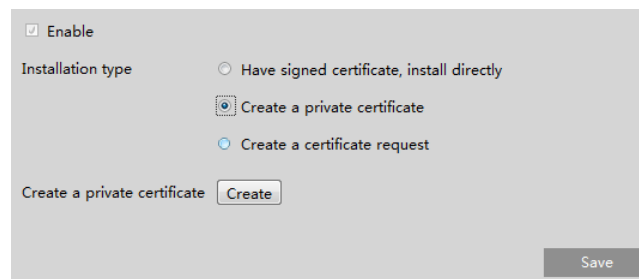 Enable
Installation type
Have signed certificate, install directly
Create a private certificate
Create a certificate request
Create a private certificate Create
Save